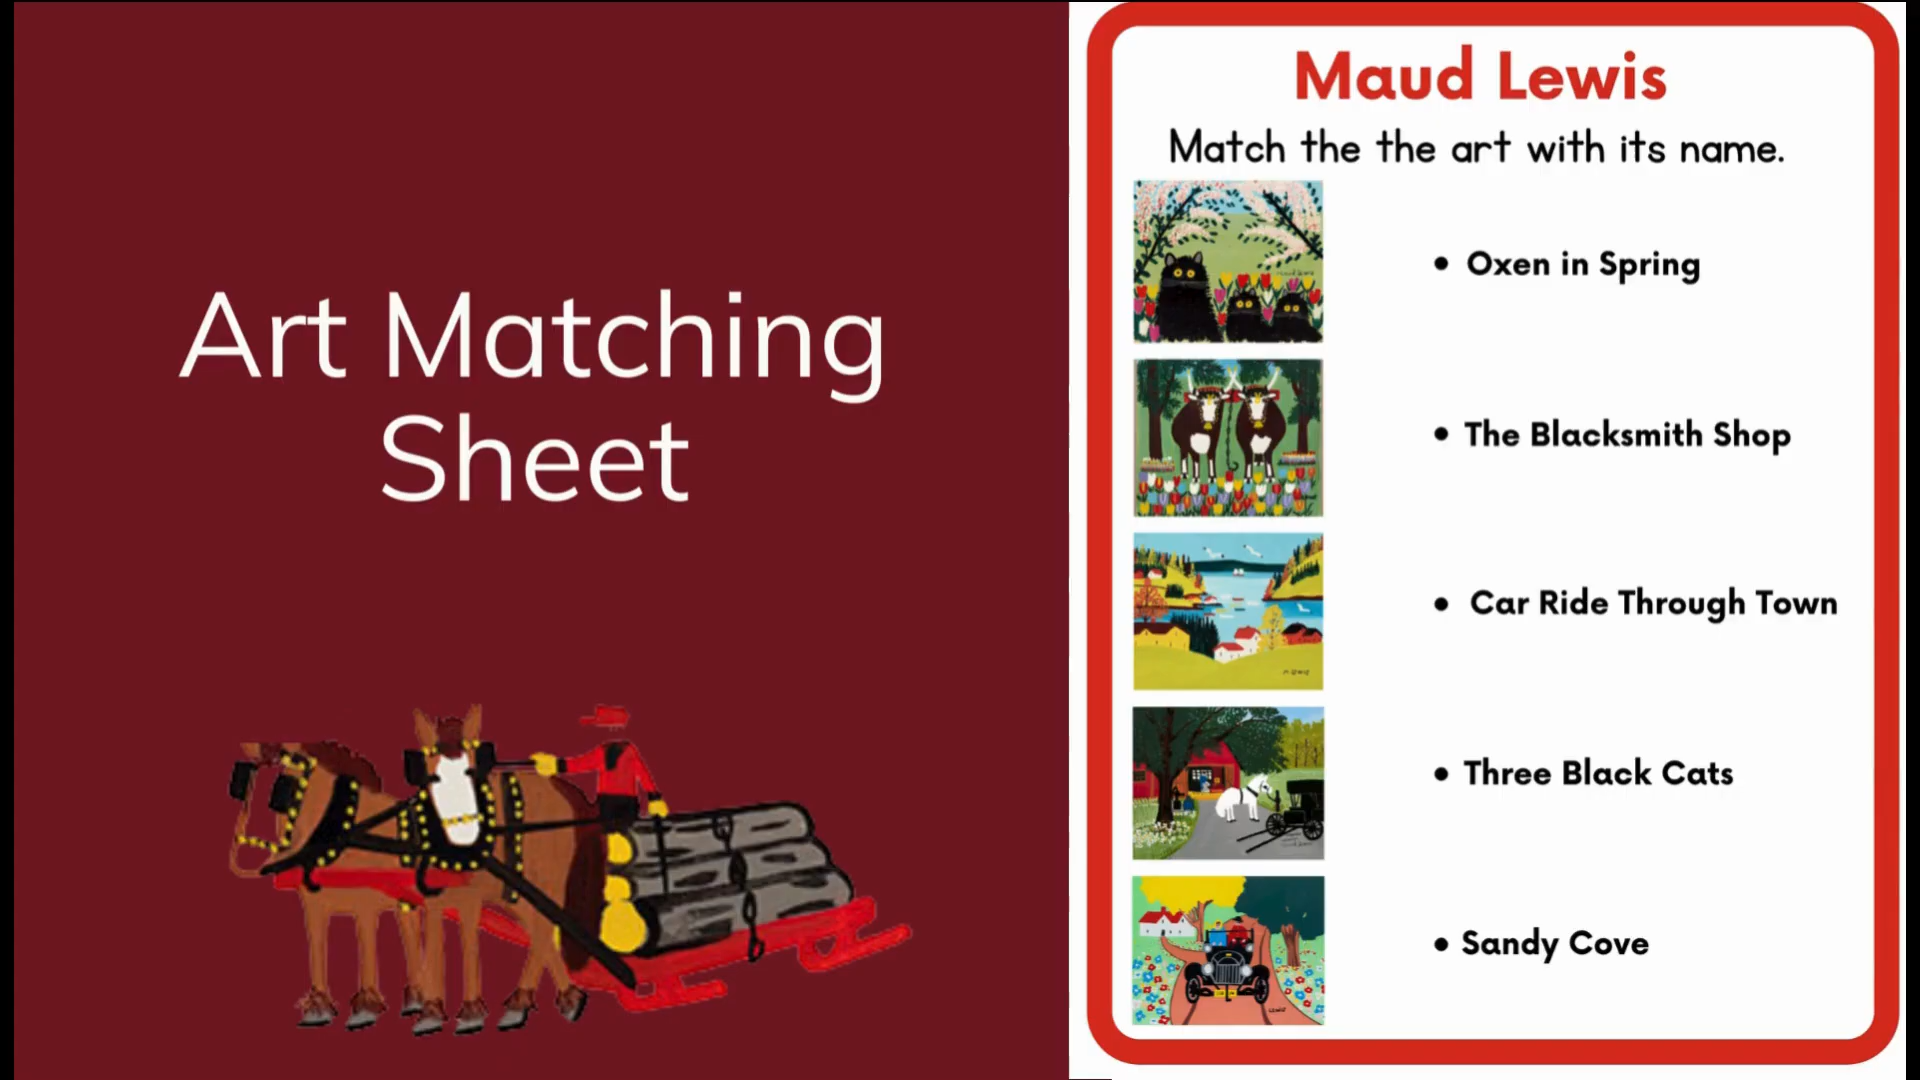 Art Matching
Sheet
Maud Lewis
Match the the art with its name.
• Oxen in Spring
• The Blacksmith Shop
• Car Ride Through Town
• Three Black Cats
• Sandy Cove